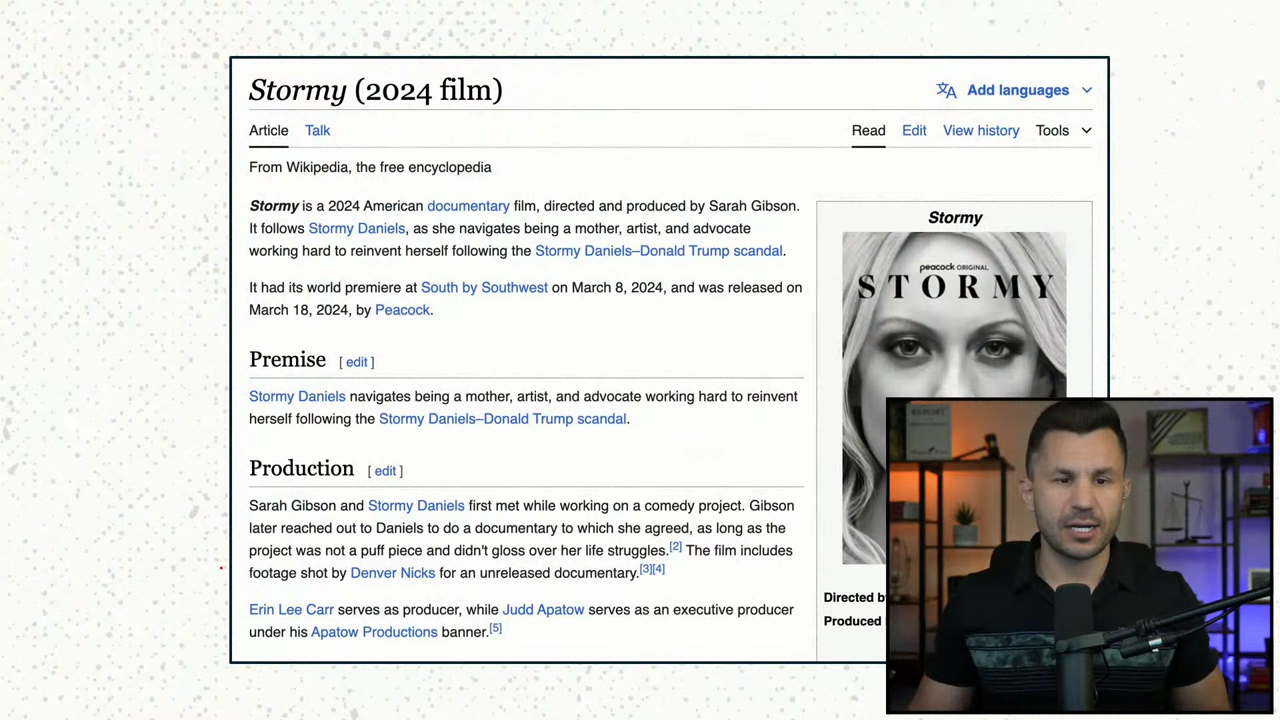 Stormy (2024 film)
Add languages
Article Talk
Read Edit View history Tools
From Wikipedia, the free encyclopedia
Stormy is a 2024 American documentary film, directed and produced by Sarah Gibson.
It follows Stormy Daniels, as she navigates being a mother, artist, and advocate
working hard to reinvent herself following the Stormy Daniels–Donald Trump scandal.
It had its world premiere at South by Southwest on March 8, 2024, and was released on
March 18, 2024, by Peacock.
Premise [ edit ]
Stormy Daniels navigates being a mother, artist, and advocate working hard to reinvent
herself following the Stormy Daniels–Donald Trump scandal.
Production [ edit ]
Sarah Gibson and Stormy Daniels first met while working on a comedy project. Gibson
later reached out to Daniels to do a documentary to which she agreed, as long as the
project was not a puff piece and didn't gloss over her life struggles.[2] The film includes
footage shot by Denver Nicks for an unreleased documentary.[3][4]
Erin Lee Carr serves as producer, while Judd Apatow serves as an executive producer
under his Apatow Productions banner.[5]
Stormy
peacock ORIGINAL
STORMY
Directed
Produced